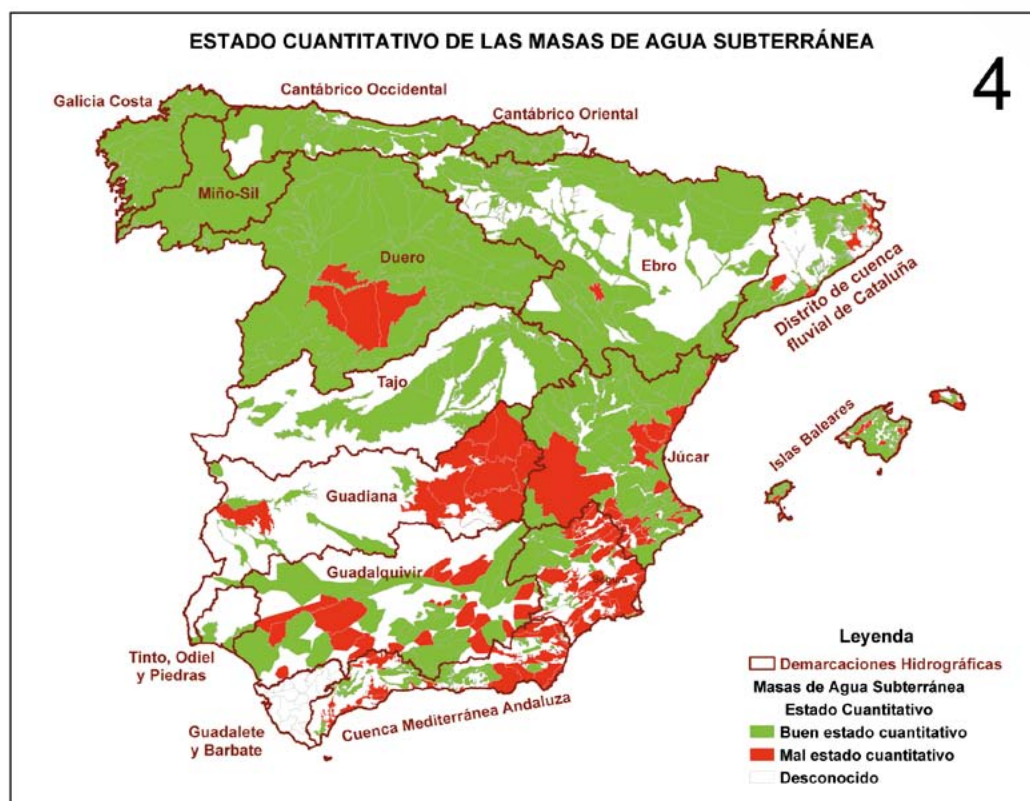 ESTADO CUANTITATIVO DE LAS MASAS DE AGUA SUBTERRÁNEA
4
Galicia Costa
Cantábrico Occidental
Cantábrico Oriental
Miño-Sil
Duero
Ebro
Distrito de cuenca
fluvial de Cataluña
Tajo
Islas Baleares
Júcar
Guadiana
Guadalquivir
Segura
Tinto, Odiel
y Piedras
Guadalete
y Barbate
Cuenca Mediterránea Andaluza
Leyenda
Demarcaciones Hidrográficas
Masas de Agua Subterránea
Estado Cuantitativo
Buen estado cuantitativo
Mal estado cuantitativo
Desconocido